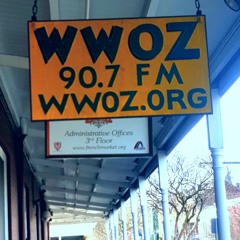 WWOZ
90.7 FM
WWOZ.ORG
Administrative Offices
3rd Floor
www.frenchmarket.org